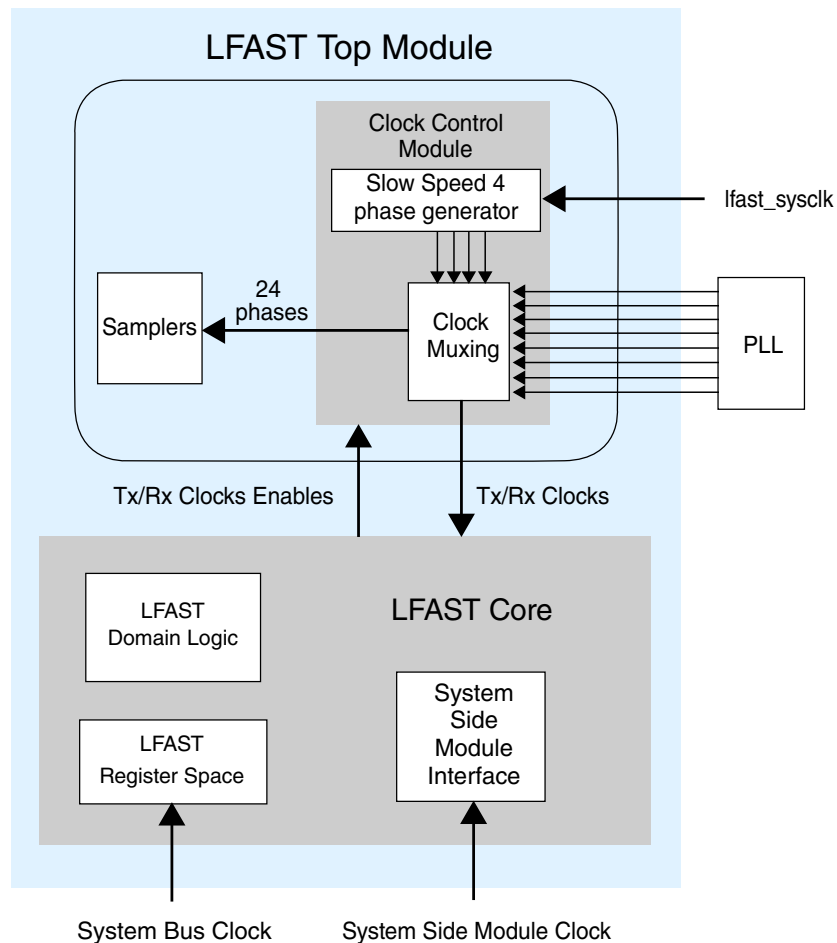 LFAST Top Module
Clock Control
Module
Slow Speed 4
phase generator
lfast_sysclk
24
phases
Samplers
Clock
Muxing
PLL
Tx/Rx Clocks Enables
Tx/Rx Clocks
LFAST
Domain Logic
LFAST Core
System
Side
Module
Interface
LFAST
Register Space
System Bus Clock
System Side Module Clock